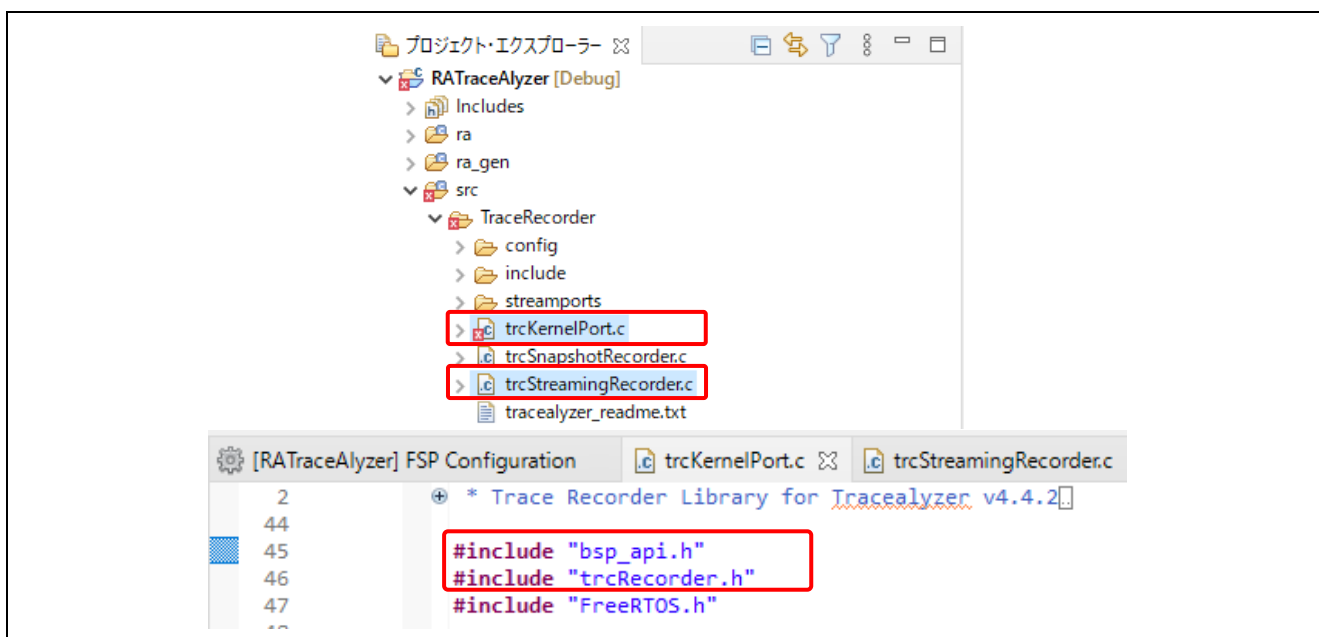 プロジェクト・エクスプローラー
RATraceAlyzer [Debug]
Includes
ra
ra_gen
src
TraceRecorder
config
include
streamports
trcKernelPort.c
trcSnapshotRecorder.c
trcStreamingRecorder.c
tracealyzer_readme.txt
[RATraceAlyzer] FSP Configuration trcKernelPort.c trcStreamingRecorder.c
2 * Trace Recorder Library for Tracealyzer v4.4.2
44
45 #include "bsp_api.h"
46 #include "trcRecorder.h"
47 #include "FreeRTOS.h"